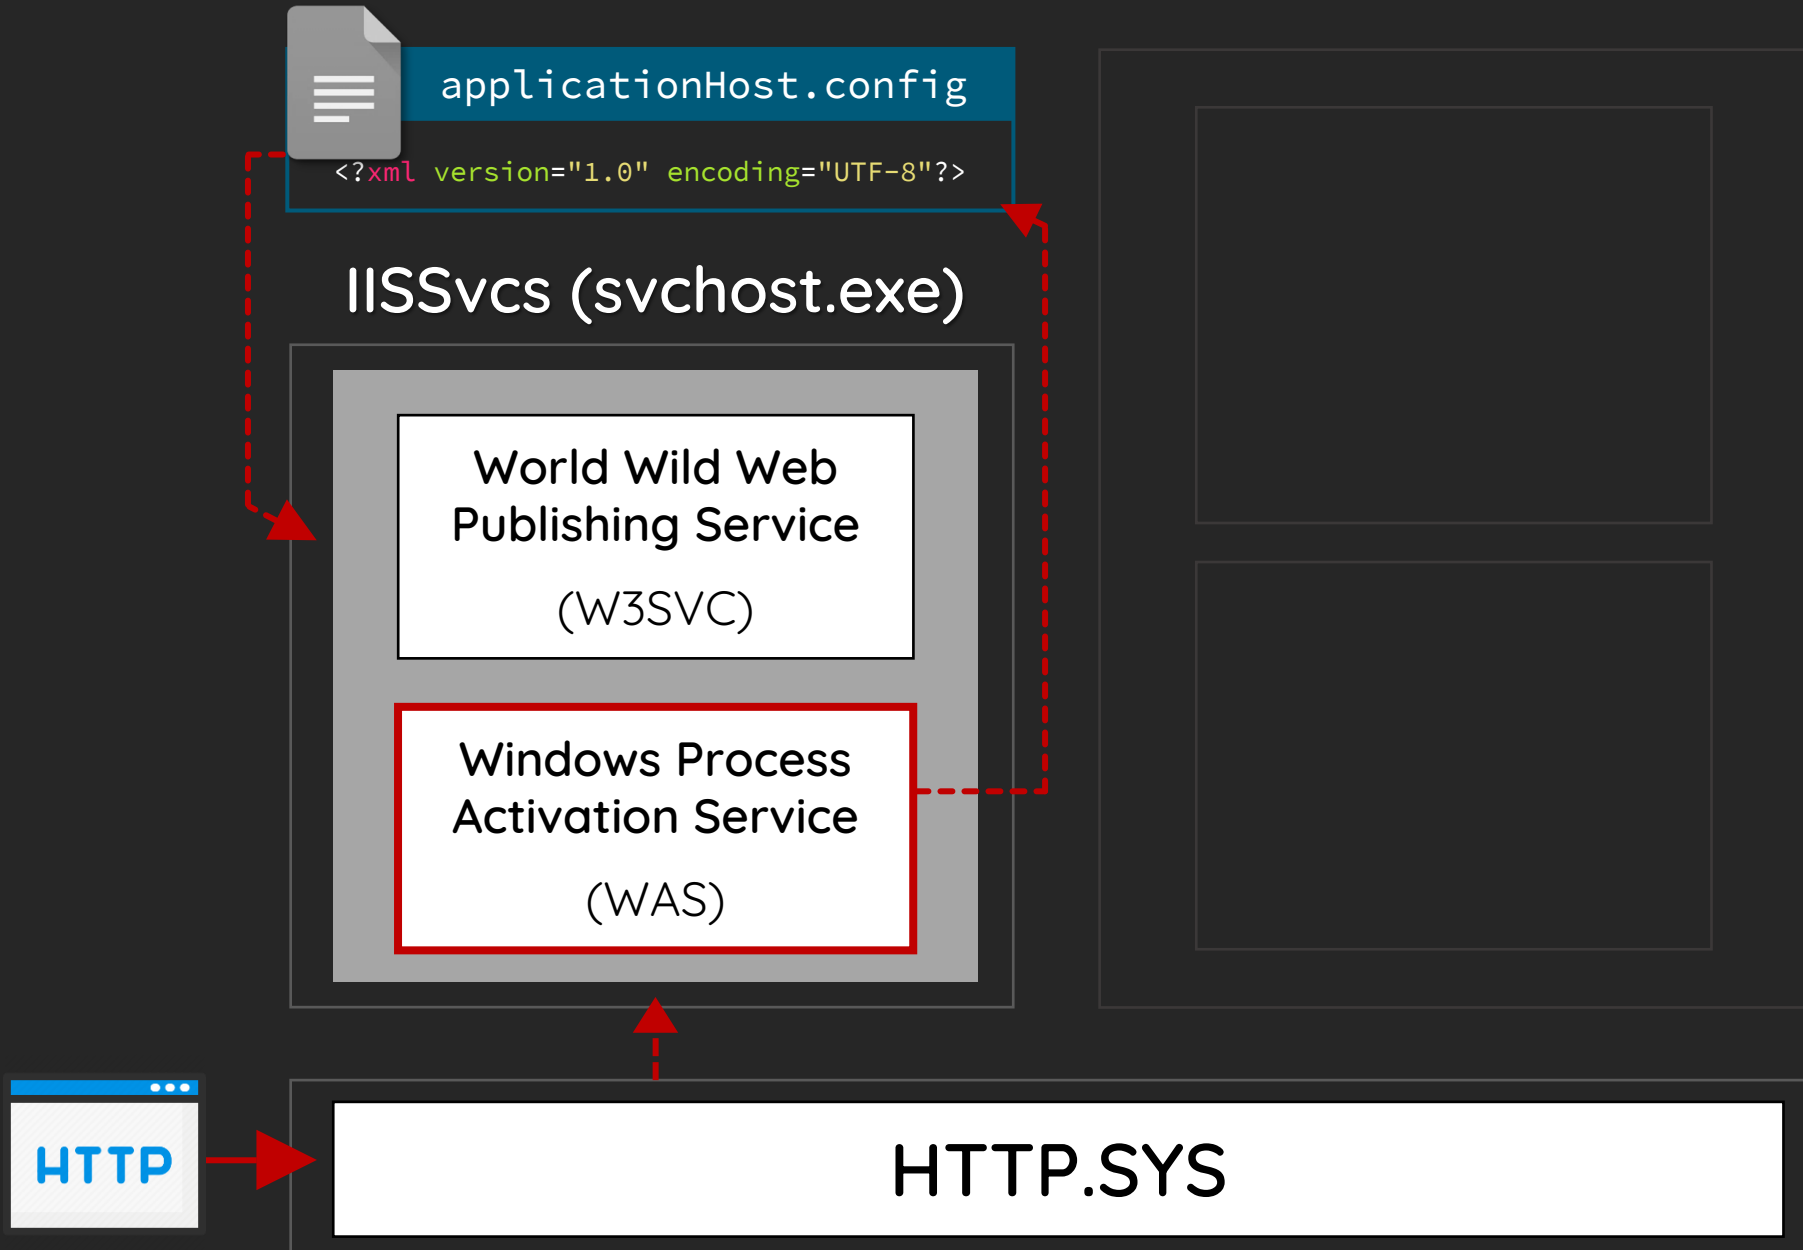 applicationHost.config
<?xml version="1.0" encoding="UTF-8"?>
IISSvcs (svchost.exe)
World Wild Web
Publishing Service
(W3SVC)
Windows Process
Activation Service
(WAS)
HTTP
HTTP.SYS